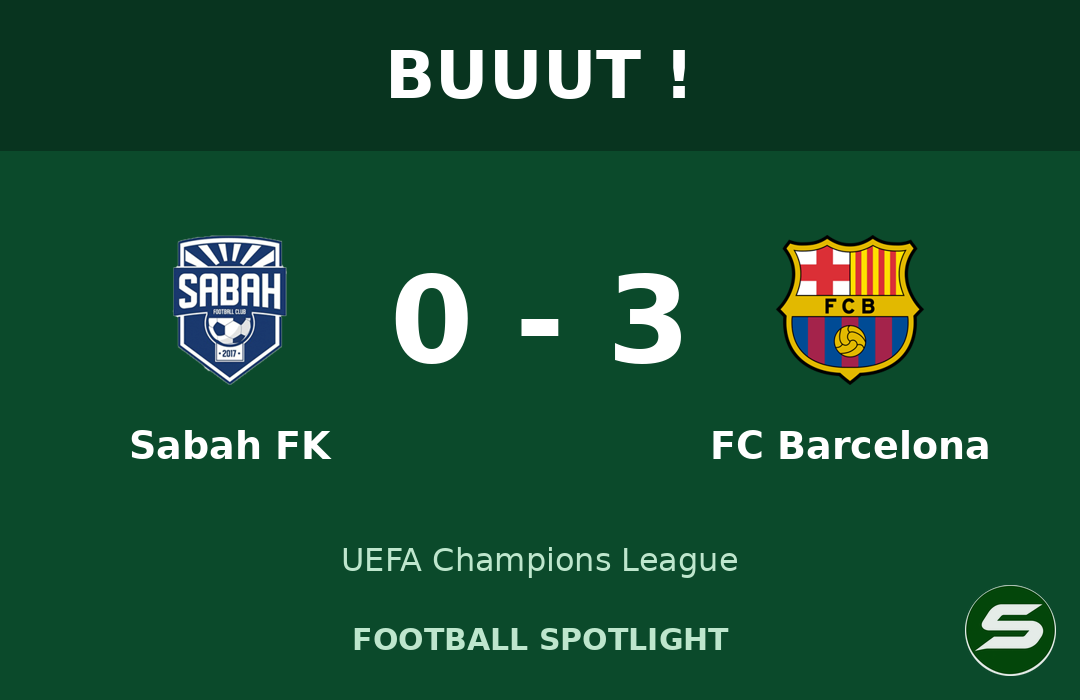 BUUUT !
SABAH
FOOTBALL CLUB
• 2017 •
0 - 3
FCB
Sabah FK
FC Barcelona
UEFA Champions League
FOOTBALL SPOTLIGHT
S